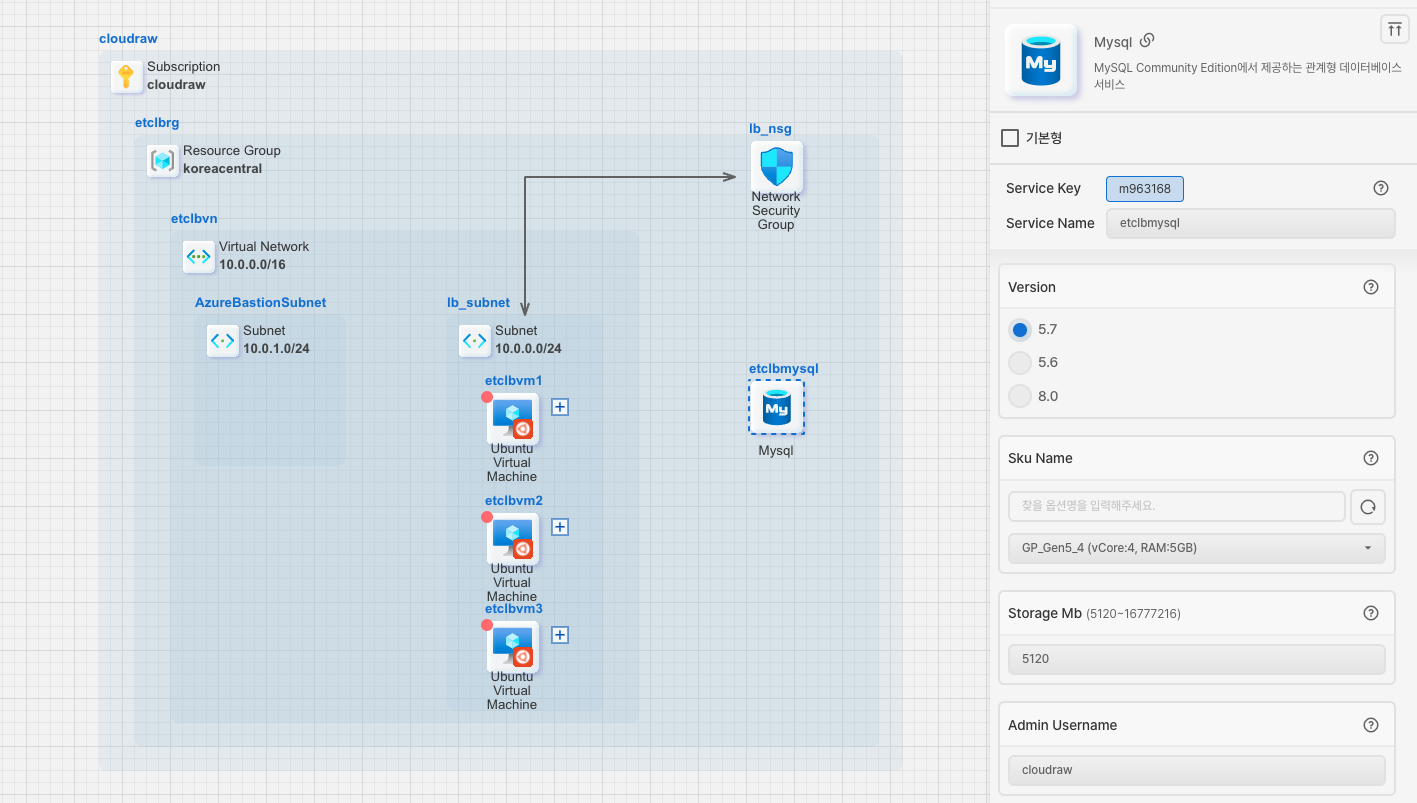 cloudraw
Subscription
cloudraw
etclbrg
Resource Group
koreacentral
lb_nsg
Network
Security
Group
etclbvn
Virtual Network
10.0.0.0/16
AzureBastionSubnet
Subnet
10.0.1.0/24
lb_subnet
Subnet
10.0.0.0/24
etclbvm1
Ubuntu
Virtual
Machine
etclbvm2
Ubuntu
Virtual
Machine
etclbvm3
Ubuntu
Virtual
Machine
etclbmysql
My
Mysql
My
Mysql
MySQL Community Edition에서 제공하는 관계형 데이터베이스
서비스
기본형
Service Key
m963168
Service Name
etclbmysql
Version
5.7
5.6
8.0
Sku Name
찾을 옵션명을 입력해주세요.
GP_Gen5_4 (vCore:4, RAM:5GB)
Storage Mb (5120~16777216)
5120
Admin Username
cloudraw